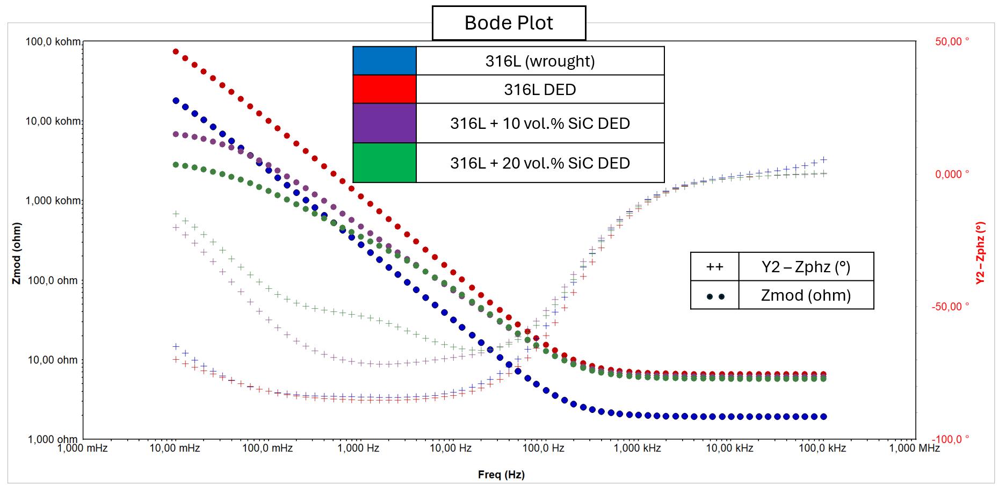 Bode Plot
100,0 kohm
50,00 °
316L (wrought)
316L DED
10,00 kohm
316L + 10 vol.% SiC DED
316L + 20 vol.% SiC DED
0,000 °
1,000 kohm
Zmod (ohm)
Y2 – Zphz (°)
++ Y2 – Zphz (°)
100,0 ohm
Zmod (ohm)
-50,00 °
10,00 ohm
1,000 ohm
-100,0 °
1,000 mHz 10,00 mHz 100,0 mHz 1,000 Hz 10,00 Hz 100,0 Hz 1,000 kHz 10,00 kHz 100,0 kHz 1,000 MHz
Freq (Hz)